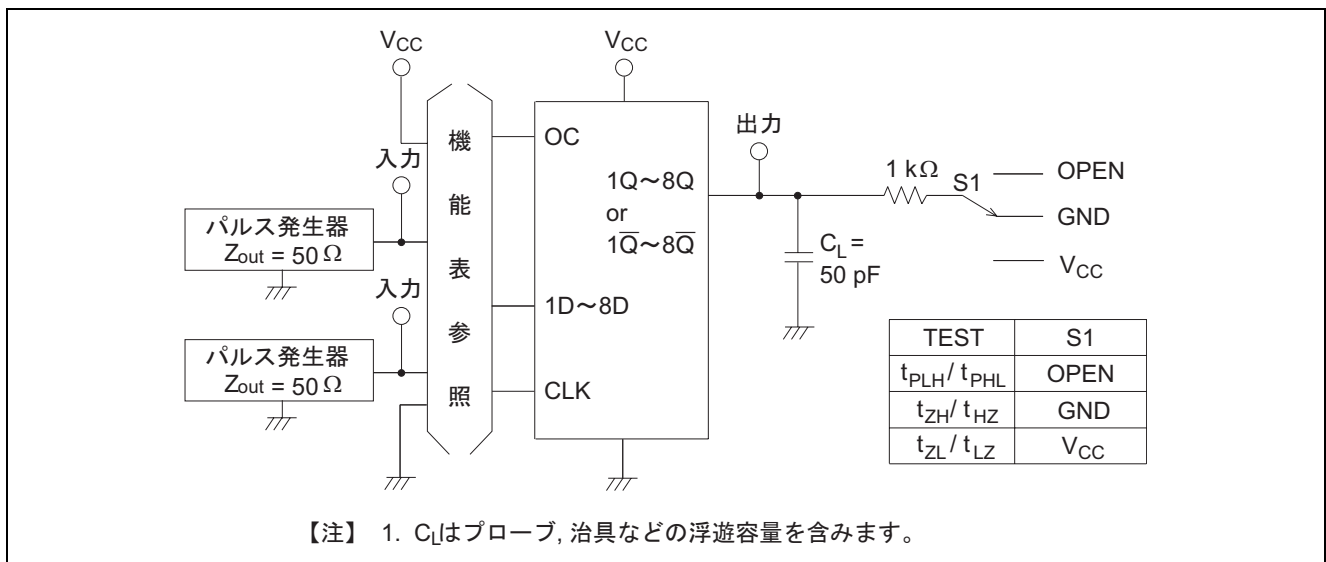 VCC
VCC
機能表参照
入力
パルス発生器
Zout = 50 Ω
入力
パルス発生器
Zout = 50 Ω
OC
1Q～8Q
or
1Q̅～8Q̅
1D～8D
CLK
出力
1 kΩ
S1
OPEN
GND
VCC
CL =
50 pF
TEST S1
tPLH / tPHL OPEN
tZH / tHZ GND
tZL / tLZ VCC
【注】 1. CLはプローブ, 治具などの浮遊容量を含みます。